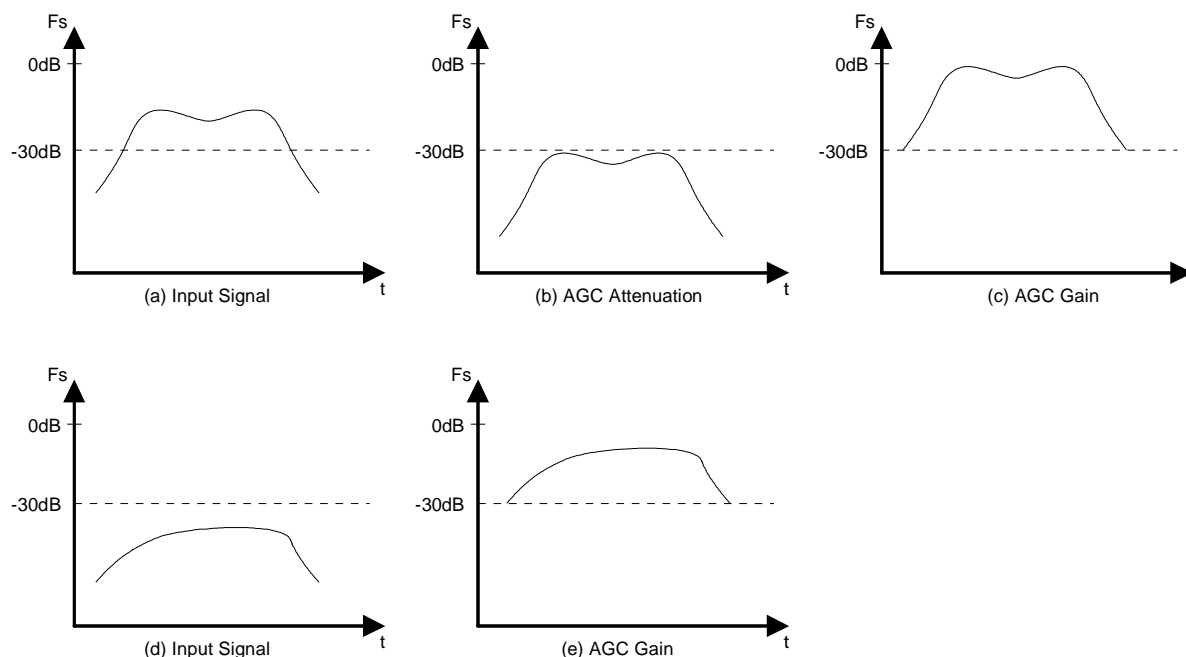 Fs
0dB
-30dB
t
(a) Input Signal
Fs
0dB
-30dB
t
(b) AGC Attenuation
Fs
0dB
-30dB
(c) AGC Gain
Fs
0dB
-30dB
t
(d) Input Signal
Fs
0dB
-30dB
t
(e) AGC Gain